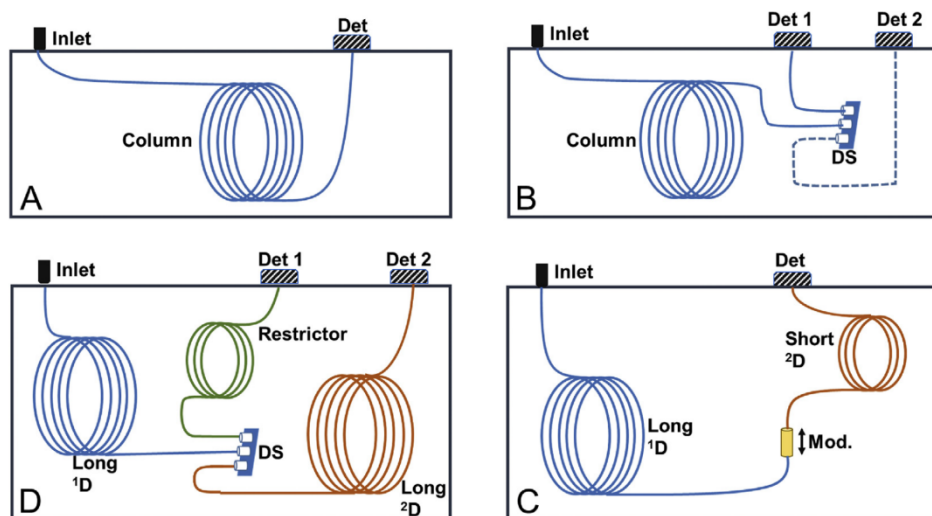 Inlet
Det
Column
A
Inlet
Det 1
Det 2
Column
DS
B
Inlet
Det 1
Det 2
Restrictor
DS
Long
¹D
Long
²D
D
Inlet
Det
Short
²D
Long
¹D
Mod.
C